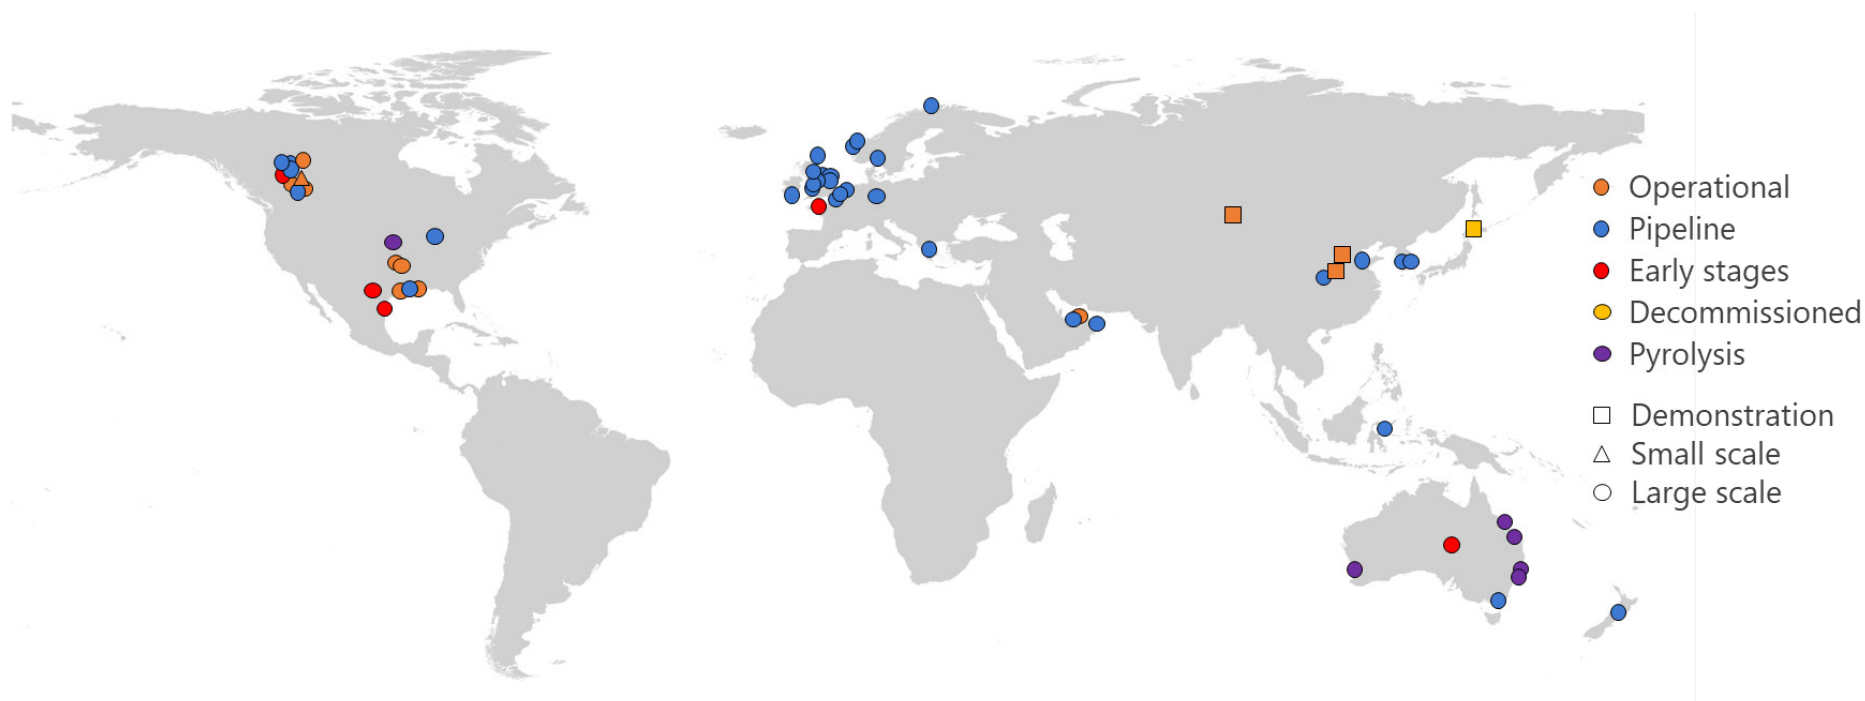 Operational
Pipeline
Early stages
Decommissioned
Pyrolysis
Demonstration
Small scale
Large scale